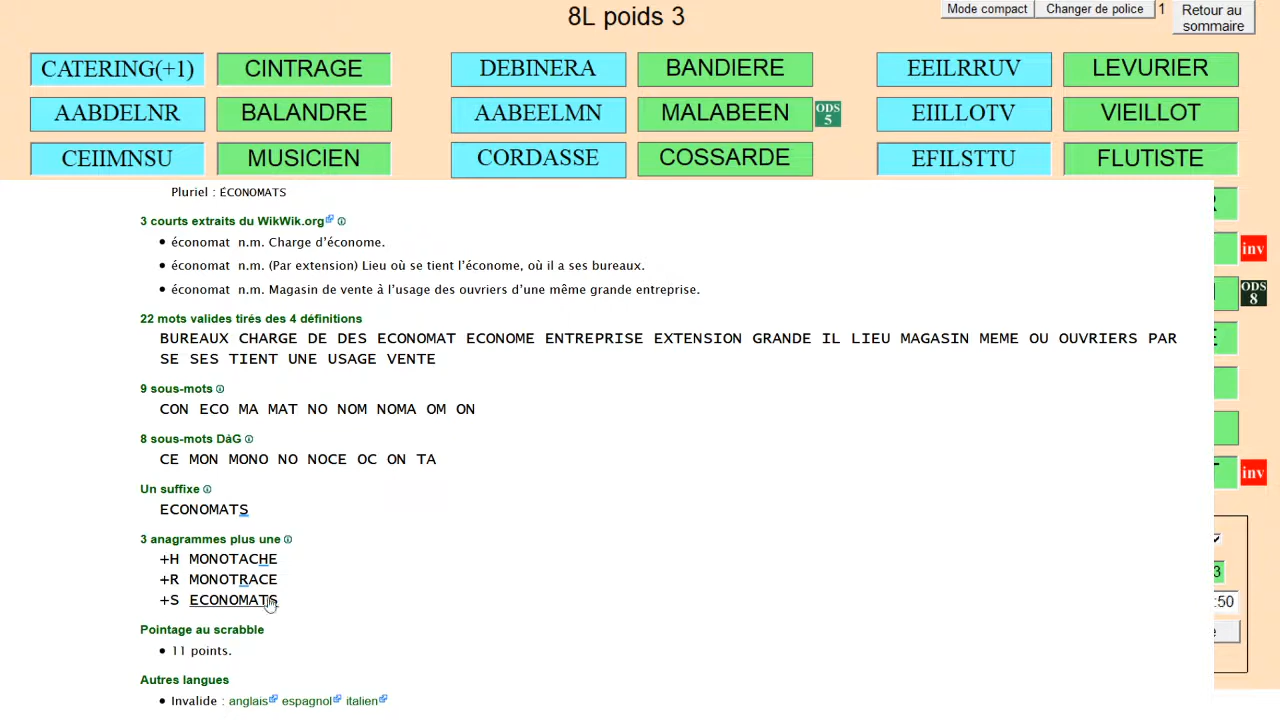 8L poids 3
Mode compact
Changer de police
1
Retour au
sommaire
CATERING(+1) CINTRAGE DEBINERA BANDIERE EEILRRUV LEVURIER
AABDELNR BALANDRE AABEELMN MALABEEN ODS 5 EIILLOTV VIEILLOT
CEIIMNSU MUSICIEN CORDASSE COSSARDE EFILSTTU FLUTISTE
Pluriel : ÉCONOMATS
3 courts extraits du WikWik.org
• économat n.m. Charge d’économe.
• économat n.m. (Par extension) Lieu où se tient l’économe, où il a ses bureaux.
• économat n.m. Magasin de vente à l’usage des ouvriers d’une même grande entreprise.
22 mots valides tirés des 4 définitions
BUREAUX CHARGE DE DES ECONOMAT ECONOME ENTREPRISE EXTENSION GRANDE IL LIEU MAGASIN MEME OU OUVRIERS PAR
SE SES TIENT UNE USAGE VENTE
9 sous-mots
CON ECO MA MAT NO NOM NOMA OM ON
8 sous-mots DàG
CE MON MONO NO NOCE OC ON TA
Un suffixe
ECONOMATS
3 anagrammes plus une
+H MONOTACHE
+R MONOTRACE
+S ECONOMATS
Pointage au scrabble
• 11 points.
Autres langues
• Invalide : anglais espagnol italien
inv
ODS
8
inv
3
:50